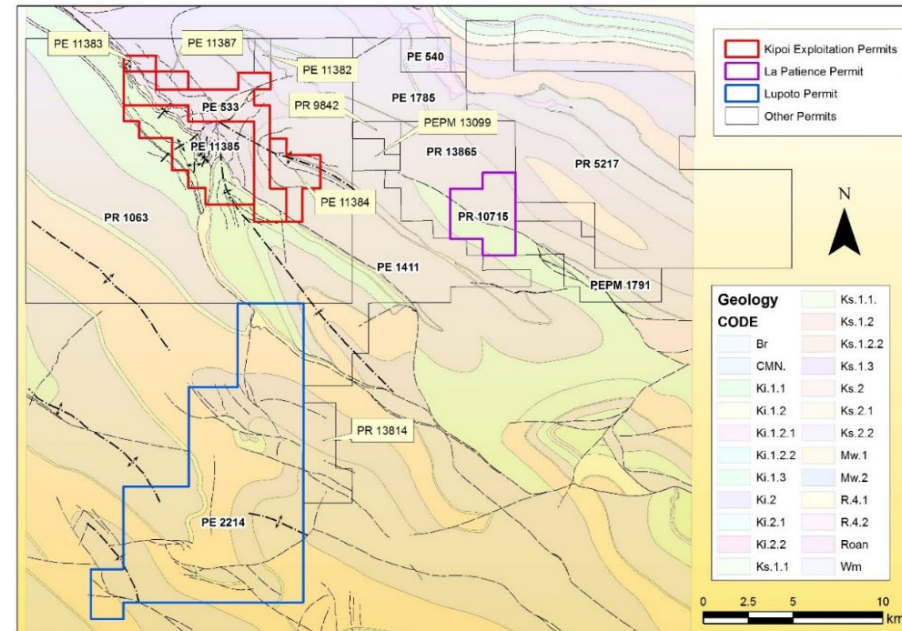 PE 11383
PE 11387
PE 11382
PE 540
PE 533
PR 9842
PE 1785
PEPM 13099
PE 11385
PR 13865
PR 5217
PE 11384
PR 10715
PR 1063
PE 1411
PEPM 1791
PR 13814
PE 2214
Kipoi Exploitation Permits
La Patience Permit
Lupoto Permit
Other Permits
N
Geology
CODE
Br
CMN.
Ki.1.1
Ki.1.2
Ki.1.2.1
Ki.1.2.2
Ki.1.3
Ki.2
Ki.2.1
Ki.2.2
Ks.1.1
Ks.1.1.
Ks.1.2
Ks.1.2.2
Ks.1.3
Ks.2
Ks.2.1
Ks.2.2
Mw.1
Mw.2
R.4.1
R.4.2
Roan
Wm
0 2.5 5 10
km